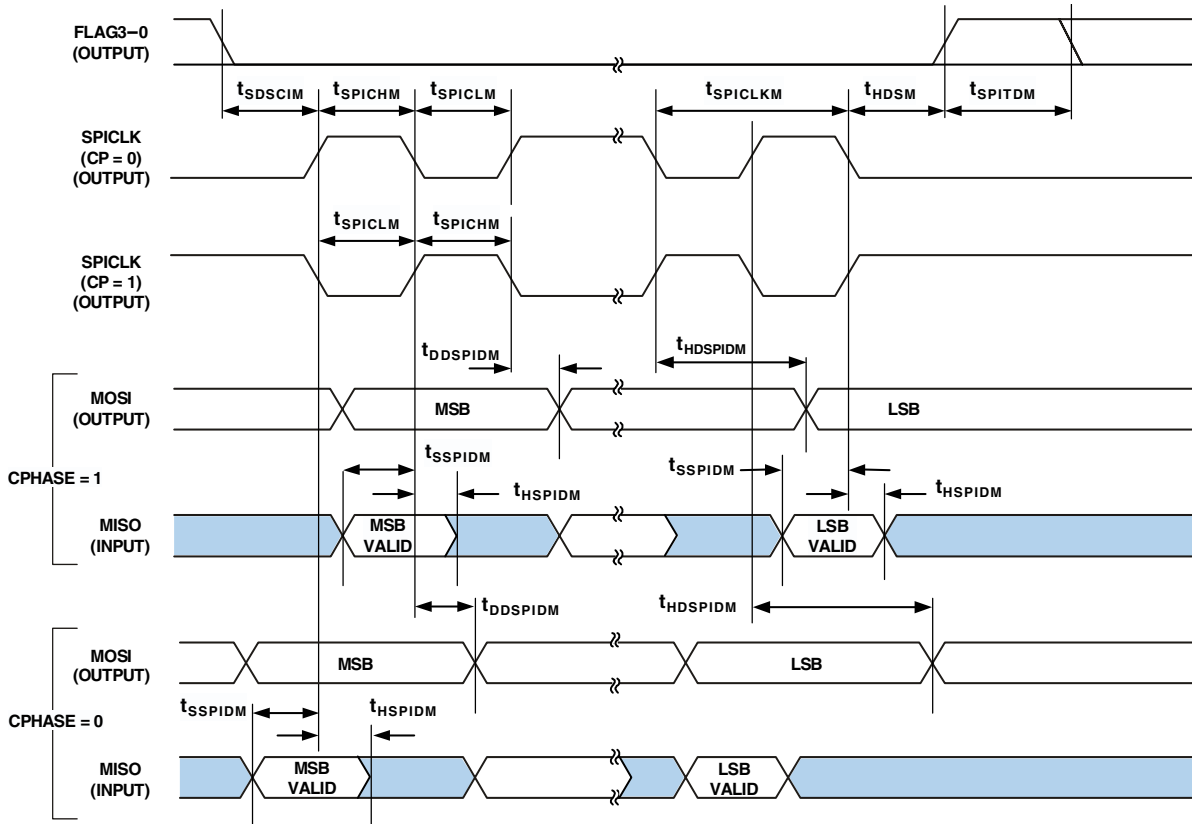 FLAG3–0
(OUTPUT)
tSDSCIM
tSPICHM
tSPICLM
tSPICLKM
tHDSM
tSPITDM
SPICLK
(CP = 0)
(OUTPUT)
tSPICLM
tSPICHM
SPICLK
(CP = 1)
(OUTPUT)
tDDSPIDM
tHDSPIDM
MOSI
(OUTPUT)
MSB
LSB
CPHASE = 1
tSSPIDM
tHSPIDM
tSSPIDM
tHSPIDM
MISO
(INPUT)
MSB
VALID
LSB
VALID
tDDSPIDM
tHDSPIDM
MOSI
(OUTPUT)
MSB
LSB
CPHASE = 0
tSSPIDM
tHSPIDM
MISO
(INPUT)
MSB
VALID
LSB
VALID